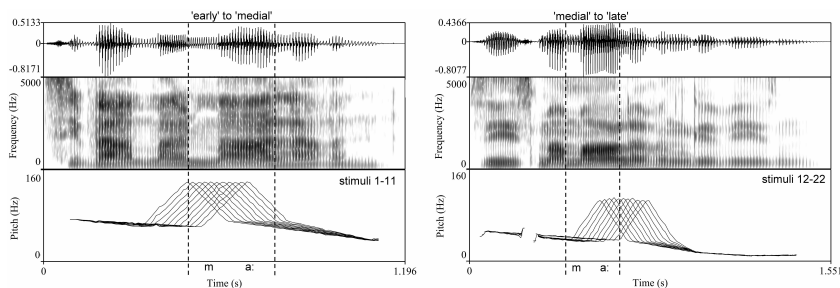 'early' to 'medial'
0.5133
0
-0.8171
5000
Frequency (Hz)
0
160
stimuli 1-11
Pitch (Hz)
0
m a:
0 1.196
Time (s)
'medial' to 'late'
0.4366
0
-0.8077
5000
Frequency (Hz)
0
160
stimuli 12-22
Pitch (Hz)
0
m a:
0 1.551
Time (s)